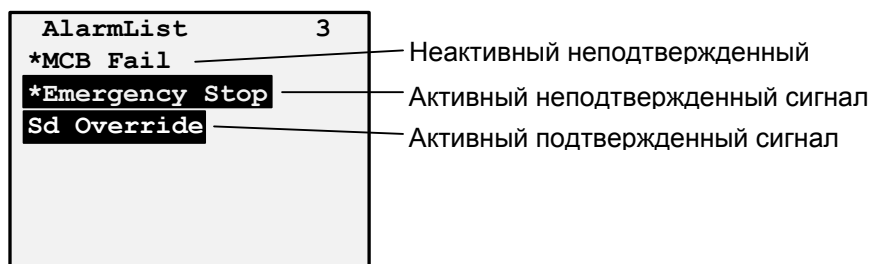 AlarmList 3
*MCB Fail
Неактивный неподтвержденный
*Emergency Stop
Активный неподтвержденный сигнал
Sd Override
Активный подтвержденный сигнал